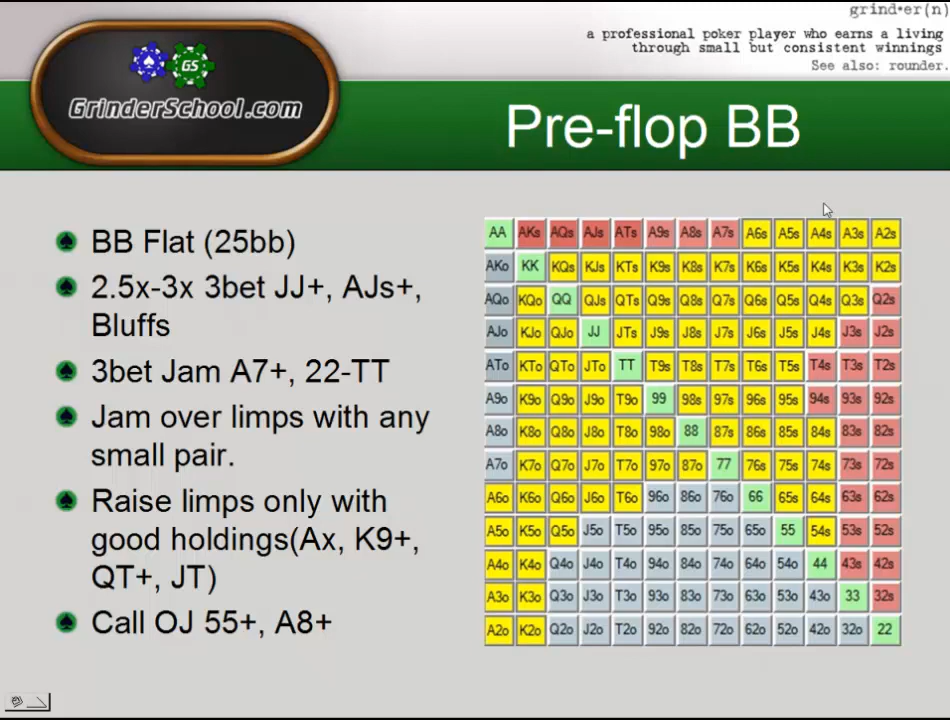 grind•er(n)
a professional poker player who earns a living
through small but consistent winnings
See also: rounder.
GS
GrinderSchool.com
Pre-flop BB
BB Flat (25bb)
2.5x-3x 3bet JJ+, AJs+,
Bluffs
3bet Jam A7+, 22-TT
Jam over limps with any
small pair.
Raise limps only with
good holdings(Ax, K9+,
QT+, JT)
Call OJ 55+, A8+
AA AKs AQs AJs ATs A9s A8s A7s A6s A5s A4s A3s A2s
AKo KK KQs KJs KTs K9s K8s K7s K6s K5s K4s K3s K2s
AQo KQo QQ QJs QTs Q9s Q8s Q7s Q6s Q5s Q4s Q3s Q2s
AJo KJo QJo JJ JTs J9s J8s J7s J6s J5s J4s J3s J2s
ATo KTo QTo JTo TT T9s T8s T7s T6s T5s T4s T3s T2s
A9o K9o Q9o J9o T9o 99 98s 97s 96s 95s 94s 93s 92s
A8o K8o Q8o J8o T8o 98o 88 87s 86s 85s 84s 83s 82s
A7o K7o Q7o J7o T7o 97o 87o 77 76s 75s 74s 73s 72s
A6o K6o Q6o J6o T6o 96o 86o 76o 66 65s 64s 63s 62s
A5o K5o Q5o J5o T5o 95o 85o 75o 65o 55 54s 53s 52s
A4o K4o Q4o J4o T4o 94o 84o 74o 64o 54o 44 43s 42s
A3o K3o Q3o J3o T3o 93o 83o 73o 63o 53o 43o 33 32s
A2o K2o Q2o J2o T2o 92o 82o 72o 62o 52o 42o 32o 22